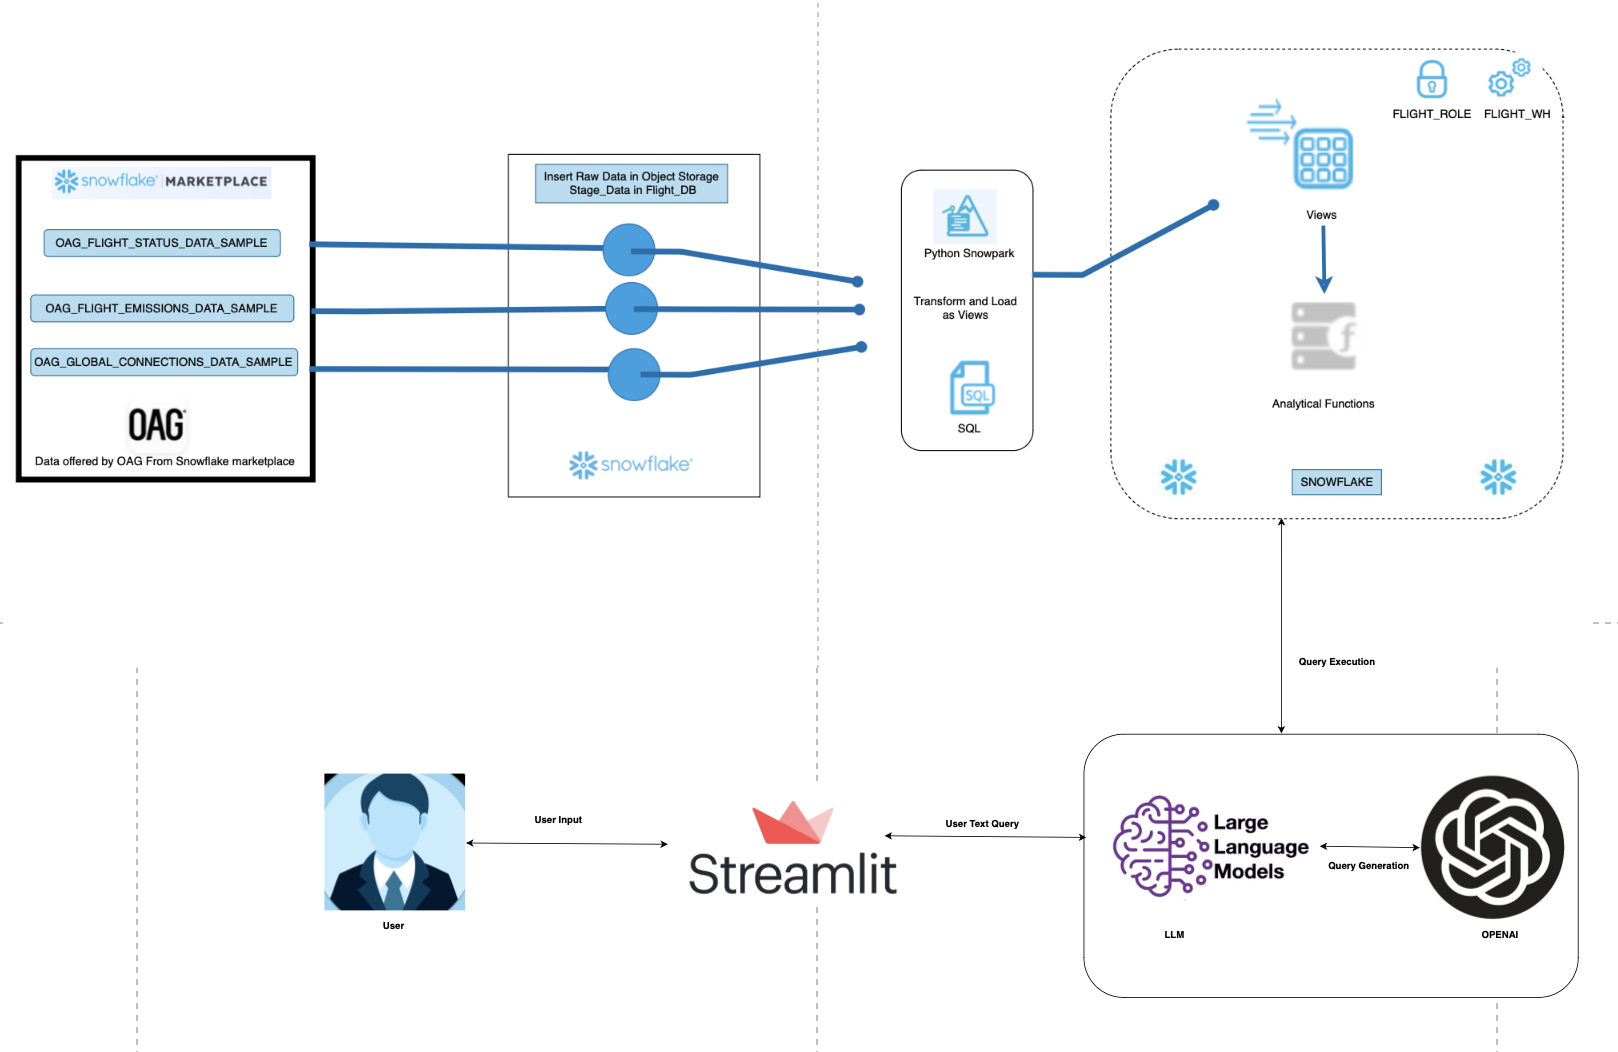 snowflake® MARKETPLACE
OAG_FLIGHT_STATUS_DATA_SAMPLE
OAG_FLIGHT_EMISSIONS_DATA_SAMPLE
OAG_GLOBAL_CONNECTIONS_DATA_SAMPLE
OAG
Data offered by OAG From Snowflake marketplace
Insert Raw Data in Object Storage
Stage_Data in Flight_DB
snowflake®
Python Snowpark
Transform and Load
as Views
SQL
SQL
FLIGHT_ROLE
FLIGHT_WH
Views
f
Analytical Functions
SNOWFLAKE
Query Execution
User Input
User
Streamlit
User Text Query
Large
Language
Models
LLM
Query Generation
OPENAI